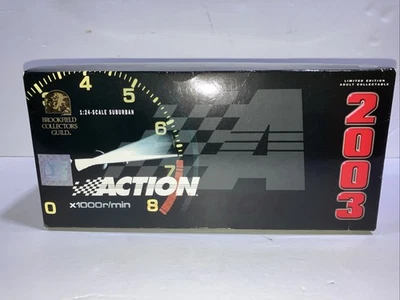 4
5
6
7
8
0
1:24-SCALE SUBURBAN
BROOKFIELD
COLLECTORS
GUILD
ACTION
x1000r/min
LIMITED EDITION
ADULT COLLECTABLE
2003
A